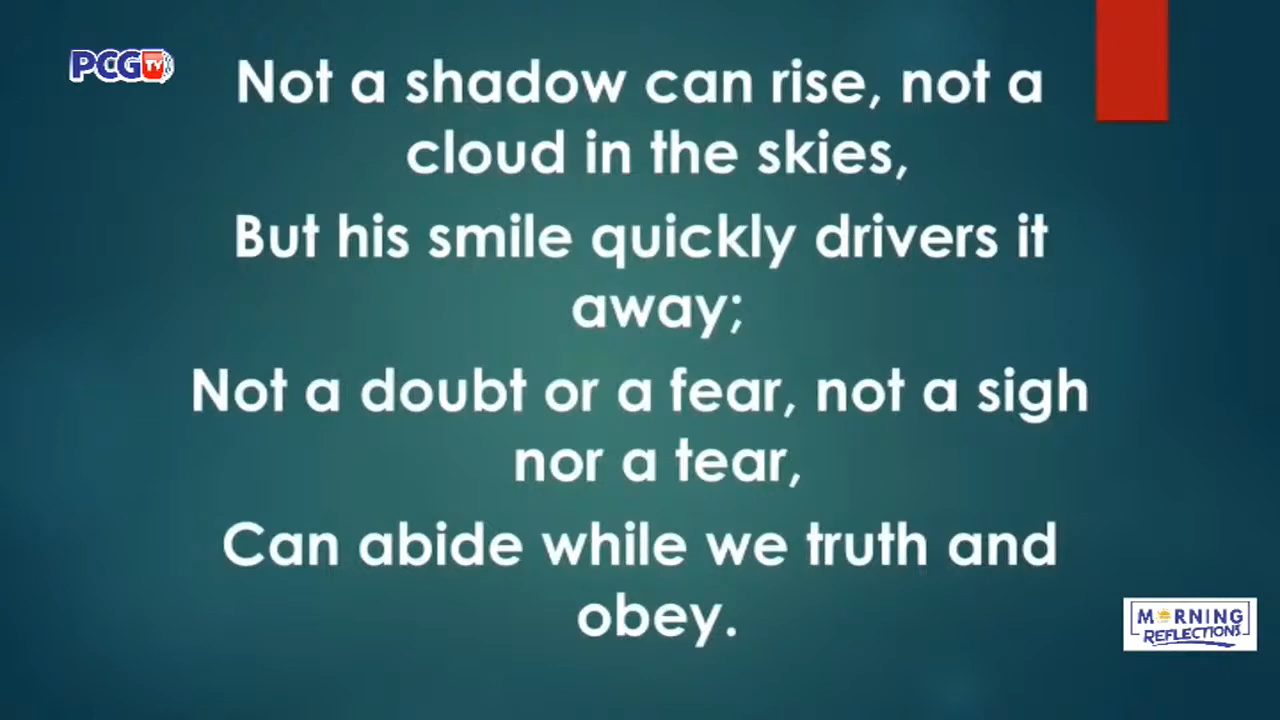 PCG TV
Not a shadow can rise, not a
cloud in the skies,
But his smile quickly drivers it
away;
Not a doubt or a fear, not a sigh
nor a tear,
Can abide while we truth and
obey.
MORNING
REFLECTIONS